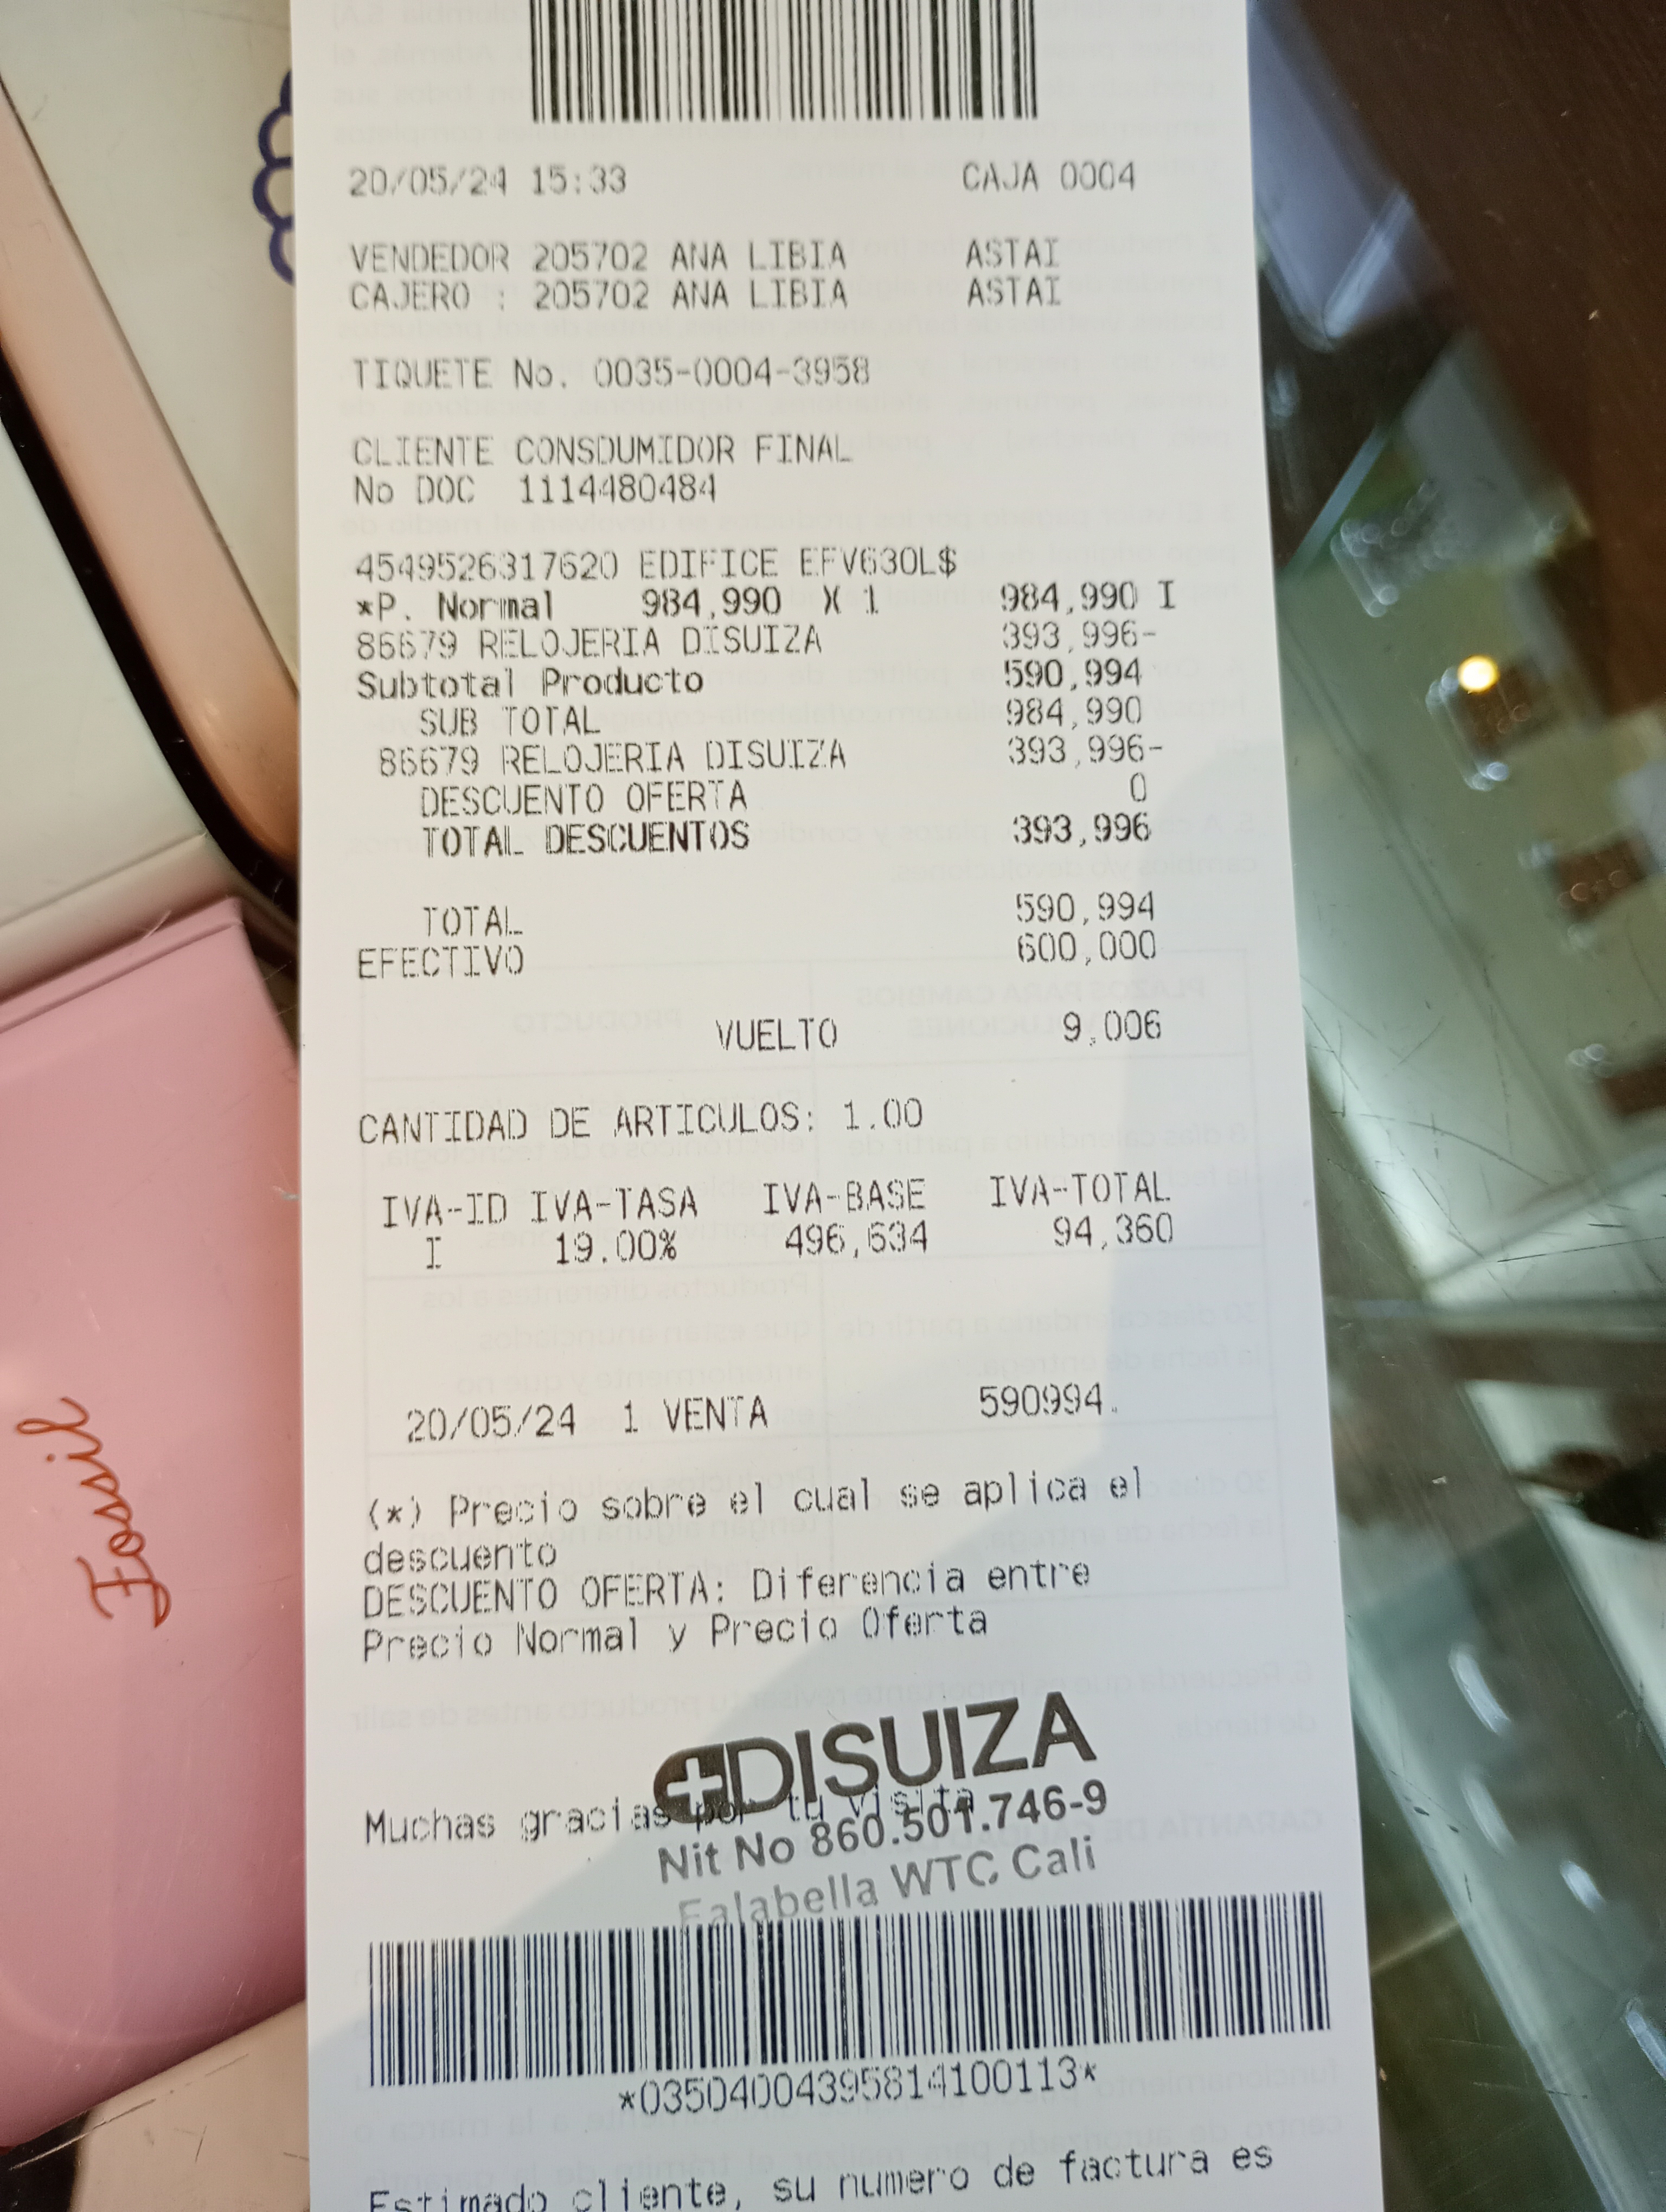 20/05/24 15:33 CAJA 0004
VENDEDOR 205702 ANA LIBIA ASTAI
CAJERO : 205702 ANA LIBIA ASTAI
TIQUETE No. 0035-0004-3958
CLIENTE CONSDUMIDOR FINAL
No DOC 1114480484
4549526317620 EDIFICE EFV630L$
*P. Normal 984,990 X 1 984,990 I
86679 RELOJERIA DISUIZA 393,996-
Subtotal Producto 590,994
SUB TOTAL 984,990
86679 RELOJERIA DISUIZA 393,996-
DESCUENTO OFERTA 0
TOTAL DESCUENTOS 393,996
TOTAL 590,994
EFECTIVO 600,000
VUELTO 9,006
CANTIDAD DE ARTICULOS: 1.00
IVA-ID IVA-TASA IVA-BASE IVA-TOTAL
I 19.00% 496,634 94,360
20/05/24 1 VENTA 590994.
(*) Precio sobre el cual se aplica el
descuento
DESCUENTO OFERTA: Diferencia entre
Precio Normal y Precio Oferta
DISUIZA
Muchas gracias por tu visita
Nit No 860.501.746-9
Falabella WTC Cali
*035040043958141001​13*
Estimado cliente, su numero de factura es
Fossil